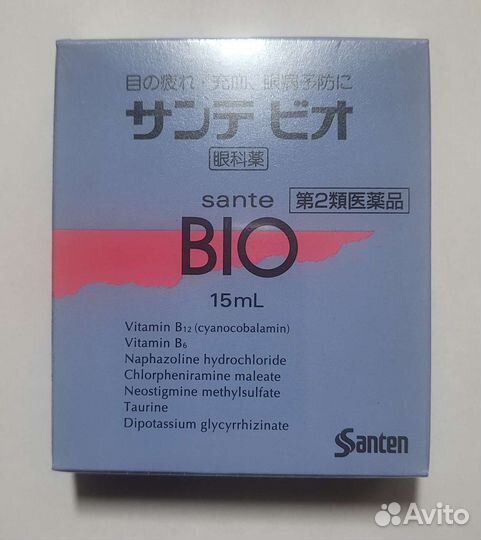 目の疲れ・充血、眼病予防に
サンテ ビオ
眼科薬
sante
第2類医薬品
BIO
15mL
Vitamin B12 (cyanocobalamin)
Vitamin B6
Naphazoline hydrochloride
Chlorpheniramine maleate
Neostigmine methylsulfate
Taurine
Dipotassium glycyrrhizinate
Santen
Avito